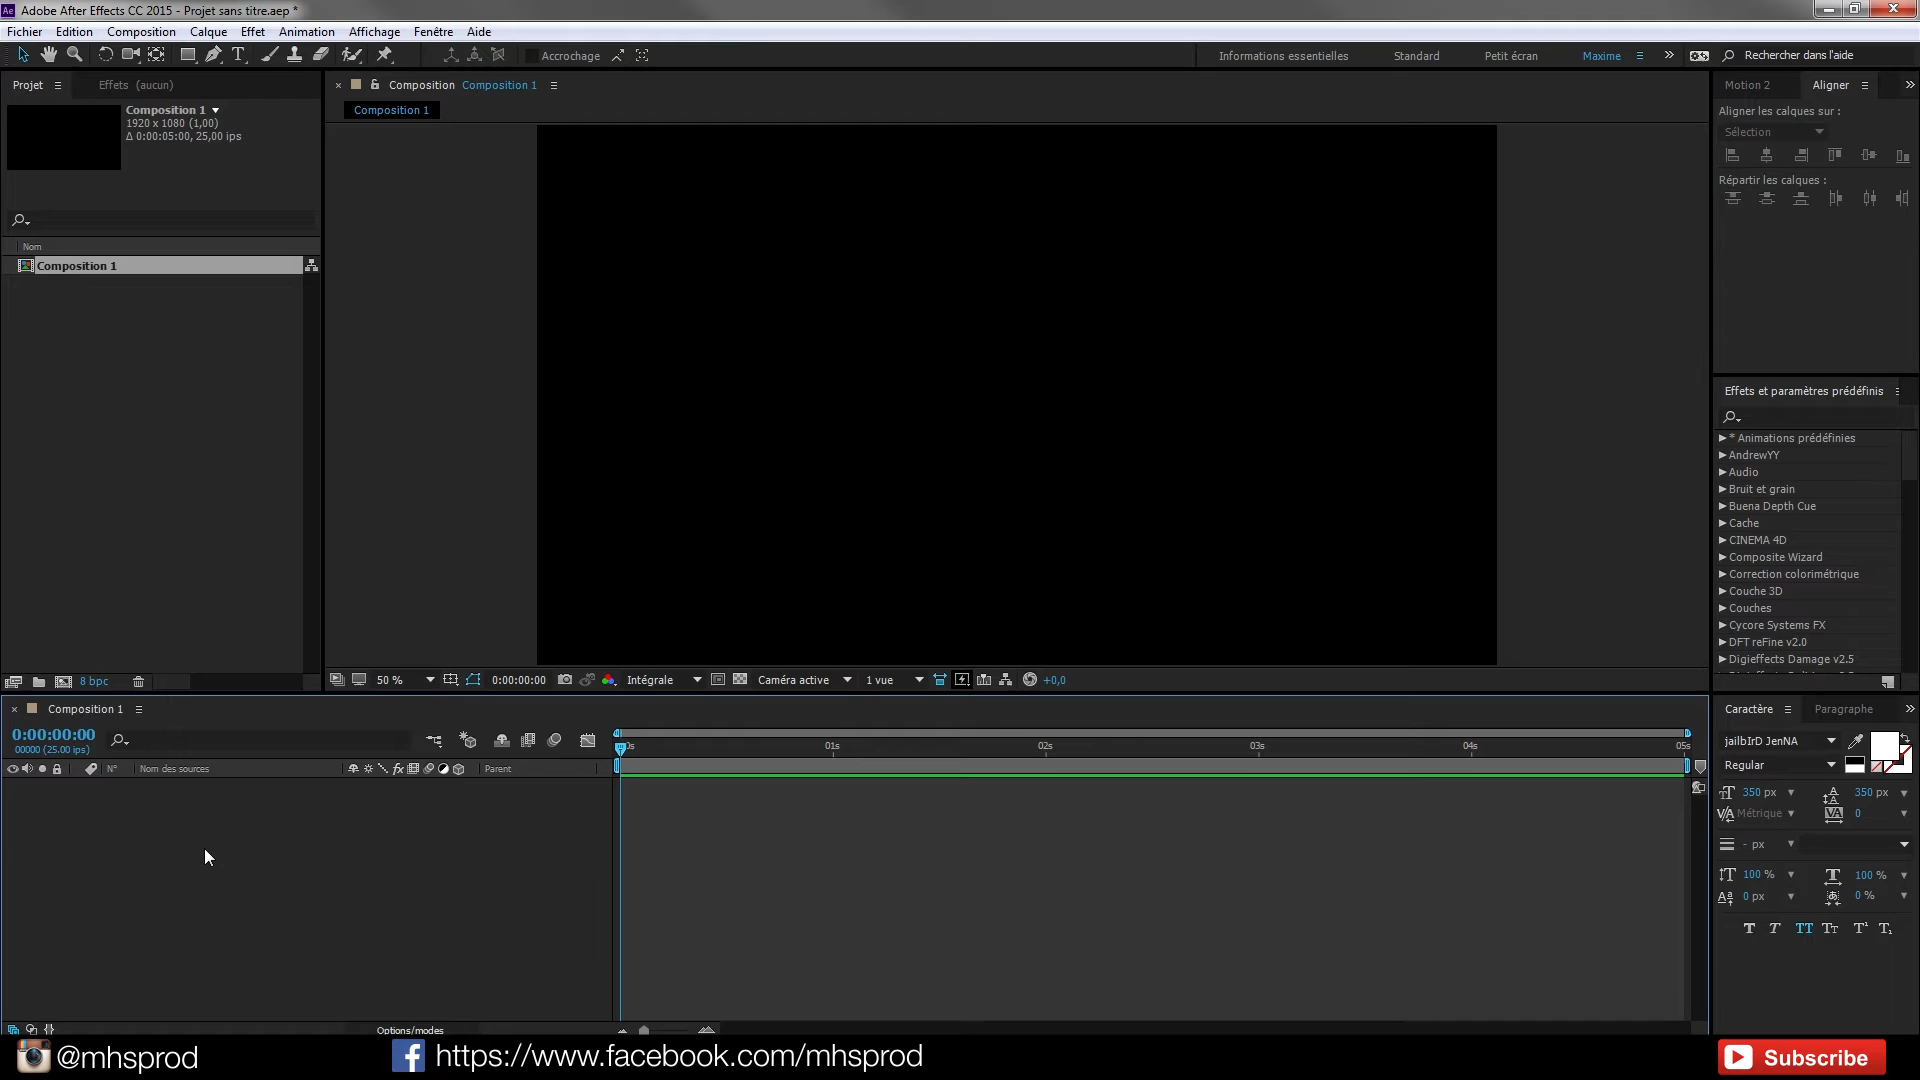 Ae Adobe After Effects CC 2015 - Projet sans titre.aep *
Fichier Edition Composition Calque Effet Animation Affichage Fenêtre Aide
Accrochage
Informations essentielles Standard Petit écran Maxime Rechercher dans l'aide
Projet Effets (aucun)
Composition 1
1920 x 1080 (1,00)
Δ 0:00:05:00, 25,00 ips
Nom
Composition 1
8 bpc
Composition Composition 1
Composition 1
50 % 0:00:00:00 Intégrale Caméra active 1 vue +0,0
Motion 2 Aligner
Aligner les calques sur :
Sélection
Répartir les calques :
Effets et paramètres prédéfinis
* Animations prédéfinies
AndrewYY
Audio
Bruit et grain
Buena Depth Cue
Cache
CINEMA 4D
Composite Wizard
Correction colorimétrique
Couche 3D
Couches
Cycore Systems FX
DFT reFine v2.0
Digieffects Damage v2.5
Composition 1
0:00:00:00
00000 (25.00 ips)
N° Nom des sources Parent
01s 02s 03s 04s 05s
Options/modes
Caractère Paragraphe
jailbIrD JenNA
Regular
350 px 350 px
Métrique 0
- px
100 % 100 %
0 px 0 %
@mhsprod https://www.facebook.com/mhsprod Subscribe